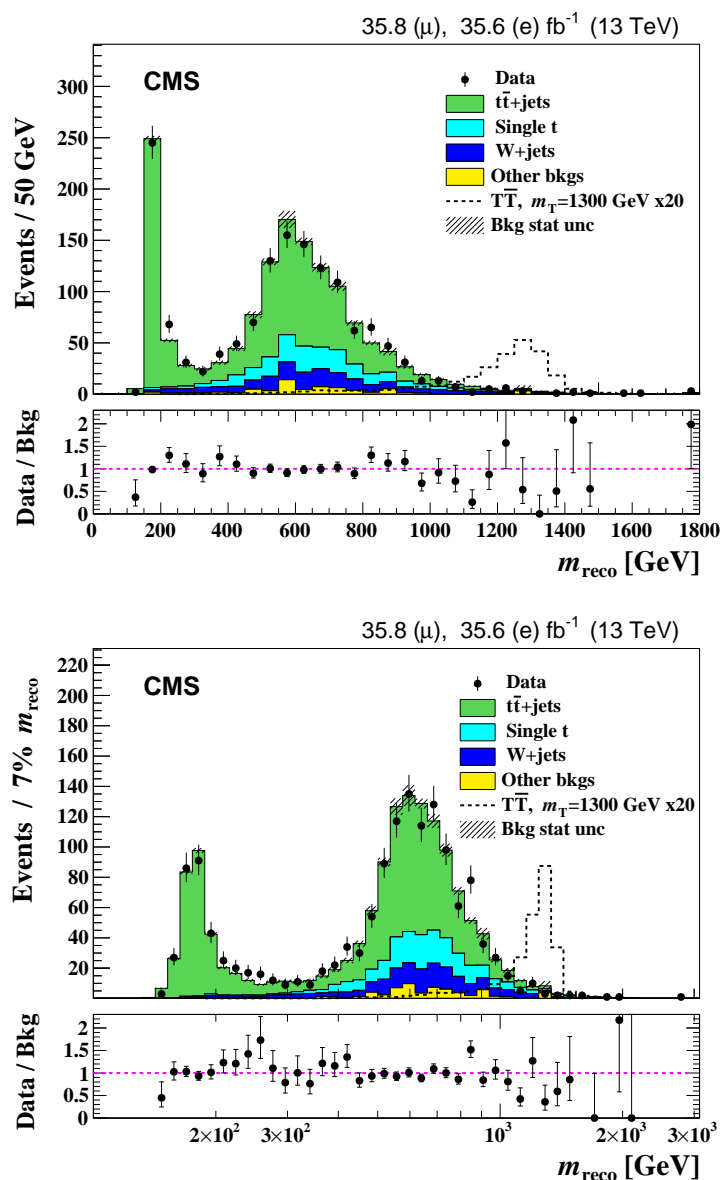 35.8 (μ), 35.6 (e) fb⁻¹ (13 TeV)
CMS
Data
tt̄+jets
Single t
W+jets
Other bkgs
TT̄, m_T=1300 GeV x20
Bkg stat unc
Events / 50 GeV
300
250
200
150
100
50
0
Data / Bkg
2
1.5
1
0.5
0
0 200 400 600 800 1000 1200 1400 1600 1800
m_reco [GeV]
35.8 (μ), 35.6 (e) fb⁻¹ (13 TeV)
CMS
Data
tt̄+jets
Single t
W+jets
Other bkgs
TT̄, m_T=1300 GeV x20
Bkg stat unc
Events / 7% m_reco
220
200
180
160
140
120
100
80
60
40
20
Data / Bkg
2
1.5
1
0.5
0
2×10² 3×10² 10³ 2×10³ 3×10³
m_reco [GeV]